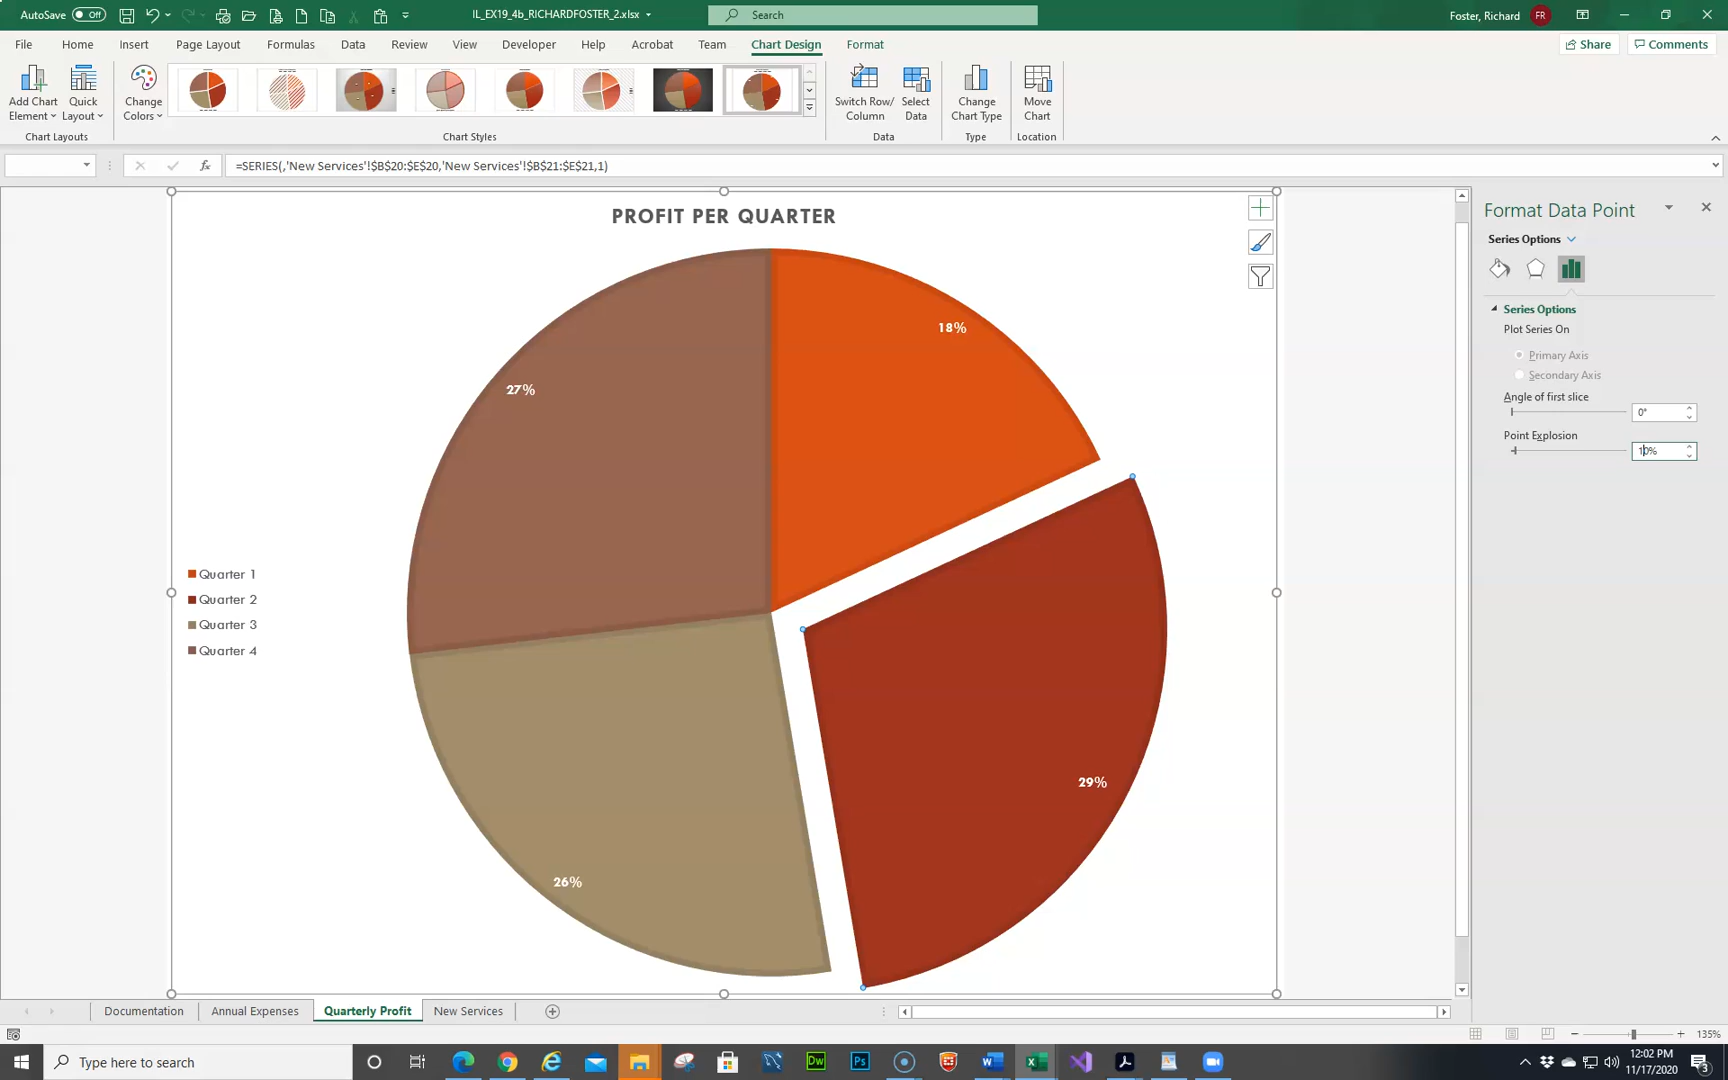 AutoSave Off
IL_EX19_4b_RICHARDFOSTER_2.xlsx
Search
Foster, Richard FR
File Home Insert Page Layout Formulas Data Review View Developer Help Acrobat Team Chart Design Format
Share Comments
Add Chart Element
Quick Layout
Change Colors
Switch Row/ Column
Select Data
Change Chart Type
Move Chart
Chart Layouts
Chart Styles
Data
Type
Location
fx =SERIES(,'New Services'!$B$20:$E$20,'New Services'!$B$21:$E$21,1)
PROFIT PER QUARTER
18%
27%
29%
26%
Quarter 1
Quarter 2
Quarter 3
Quarter 4
Format Data Point
Series Options
Series Options
Plot Series On
Primary Axis
Secondary Axis
Angle of first slice
0°
Point Explosion
10%
Documentation Annual Expenses Quarterly Profit New Services
135%
Type here to search
Dw
Ps
12:02 PM
11/17/2020
3